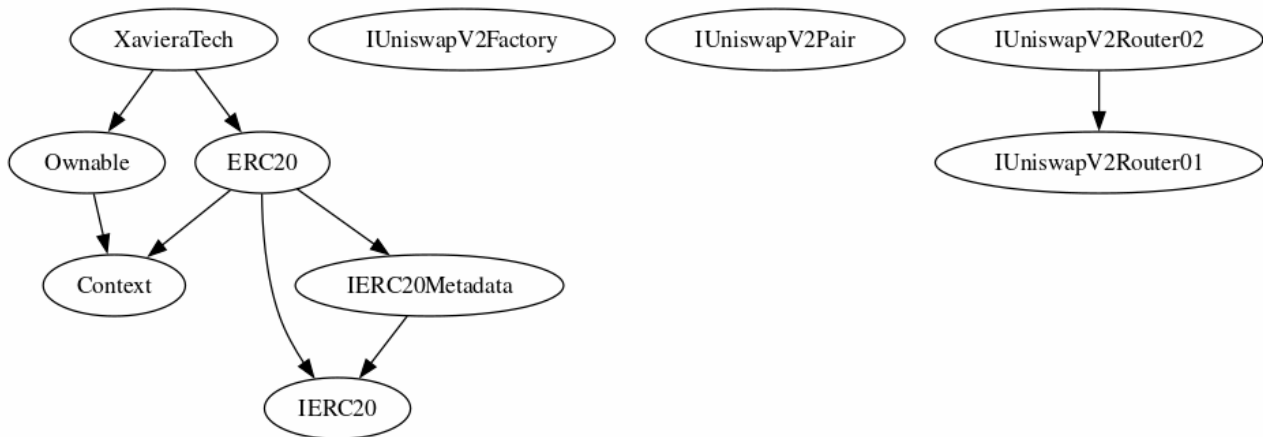 XavieraTech
IUniswapV2Factory
IUniswapV2Pair
IUniswapV2Router02
Ownable
ERC20
IUniswapV2Router01
Context
IERC20Metadata
IERC20